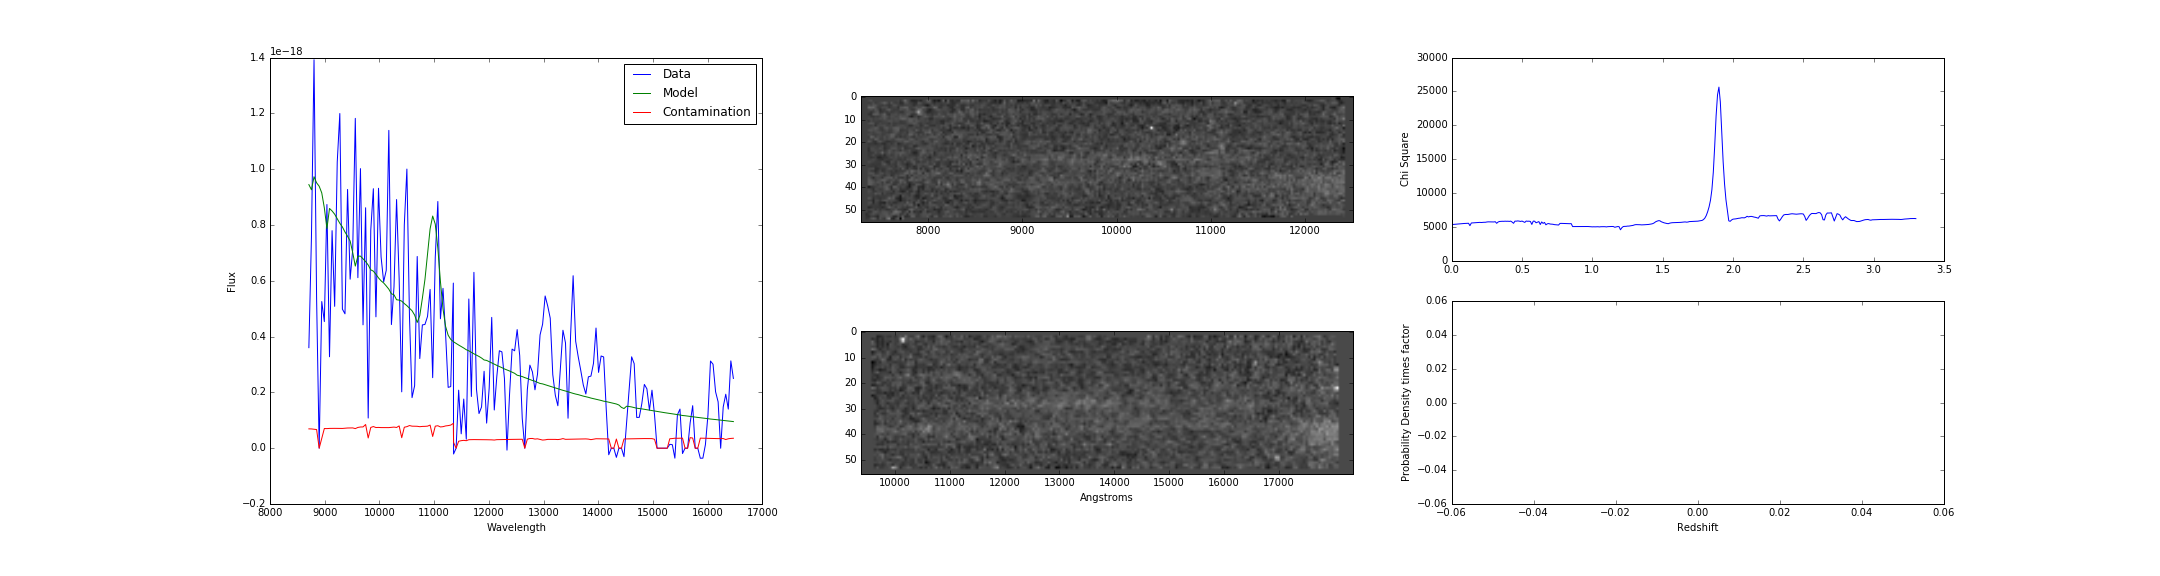 1e−18
1.4
1.2
1.0
0.8
0.6
0.4
0.2
0.0
−0.2
Flux
Data
Model
Contamination
8000 9000 10000 11000 12000 13000 14000 15000 16000 17000
Wavelength
0
10
20
30
40
50
8000 9000 10000 11000 12000
0
10
20
30
40
50
10000 11000 12000 13000 14000 15000 16000 17000
Angstroms
30000
25000
20000
15000
10000
5000
0
Chi Square
0.0 0.5 1.0 1.5 2.0 2.5 3.0 3.5
0.06
0.04
0.02
0.00
−0.02
−0.04
−0.06
Probability Density times factor
−0.06 −0.04 −0.02 0.00 0.02 0.04 0.06
Redshift